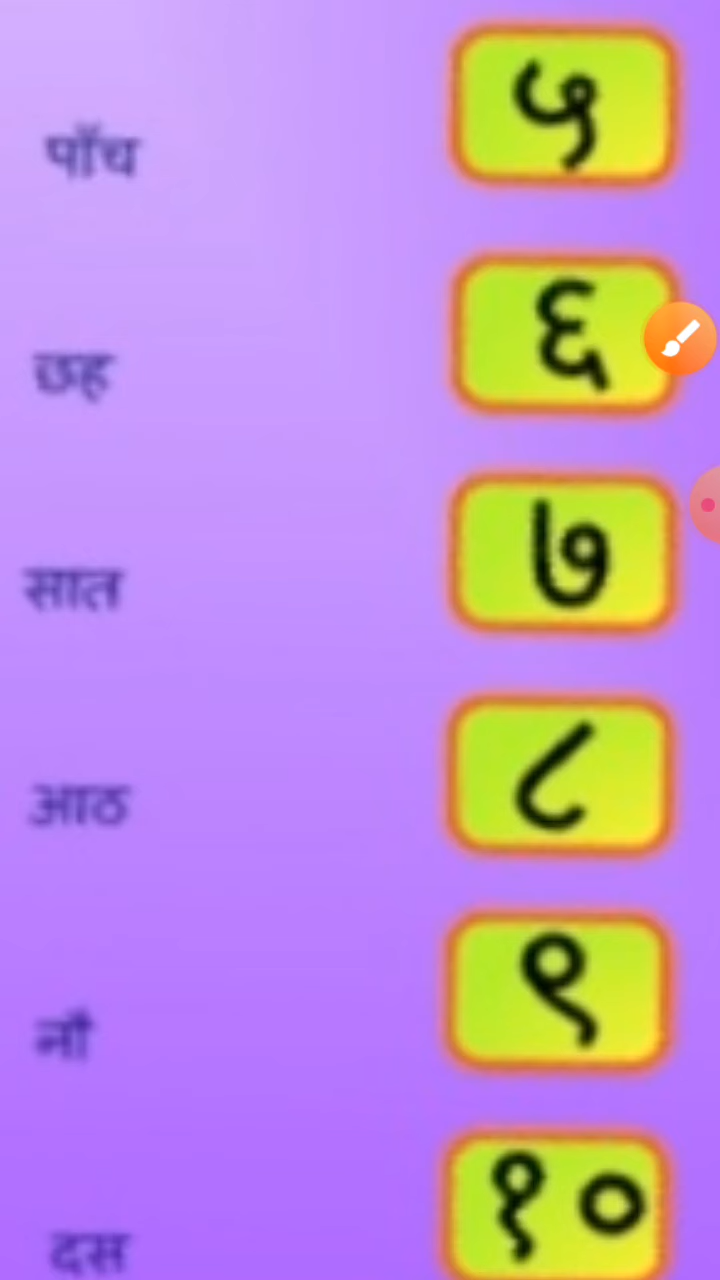 ५
पाॅच
६
छह
७
सात
८
आठ
९
नौ
१०
दस